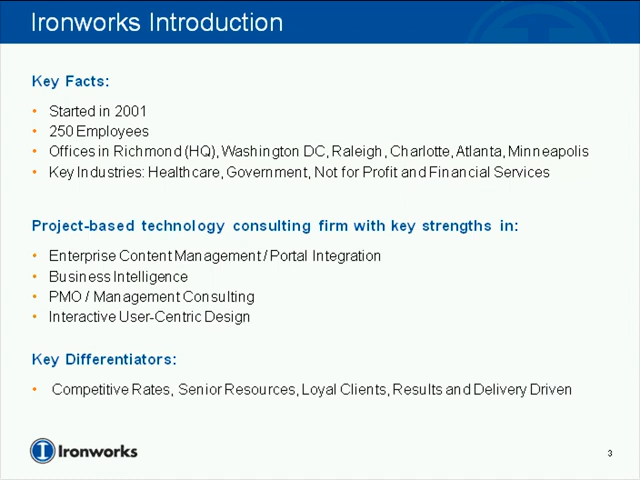 Ironworks Introduction
Key Facts:
• Started in 2001
• 250 Employees
• Offices in Richmond (HQ), Washington DC, Raleigh, Charlotte, Atlanta, Minneapolis
• Key Industries: Healthcare, Government, Not for Profit and Financial Services
Project-based technology consulting firm with key strengths in:
• Enterprise Content Management / Portal Integration
• Business Intelligence
• PMO / Management Consulting
• Interactive User-Centric Design
Key Differentiators:
• Competitive Rates, Senior Resources, Loyal Clients, Results and Delivery Driven
Ironworks
3